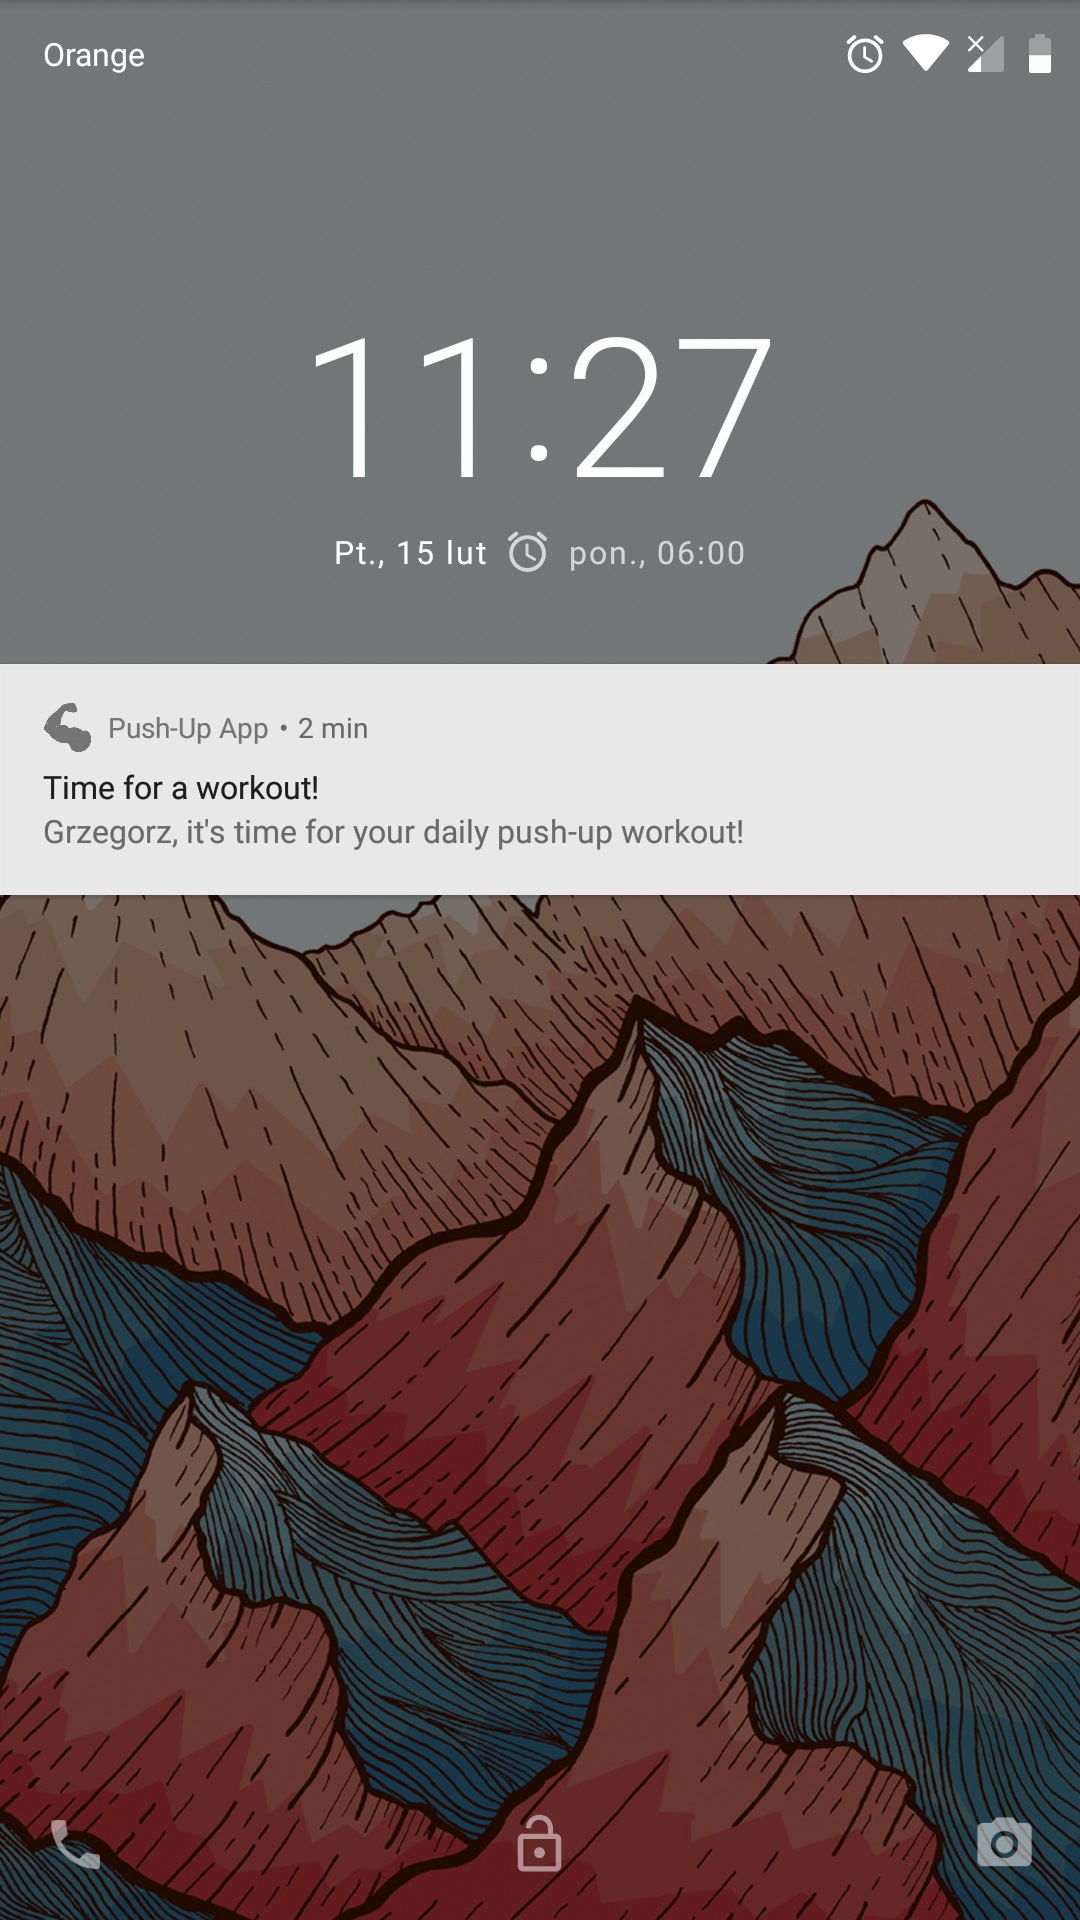 Orange
11:27
Pt., 15 lut pon., 06:00
Push-Up App • 2 min
Time for a workout!
Grzegorz, it's time for your daily push-up workout!